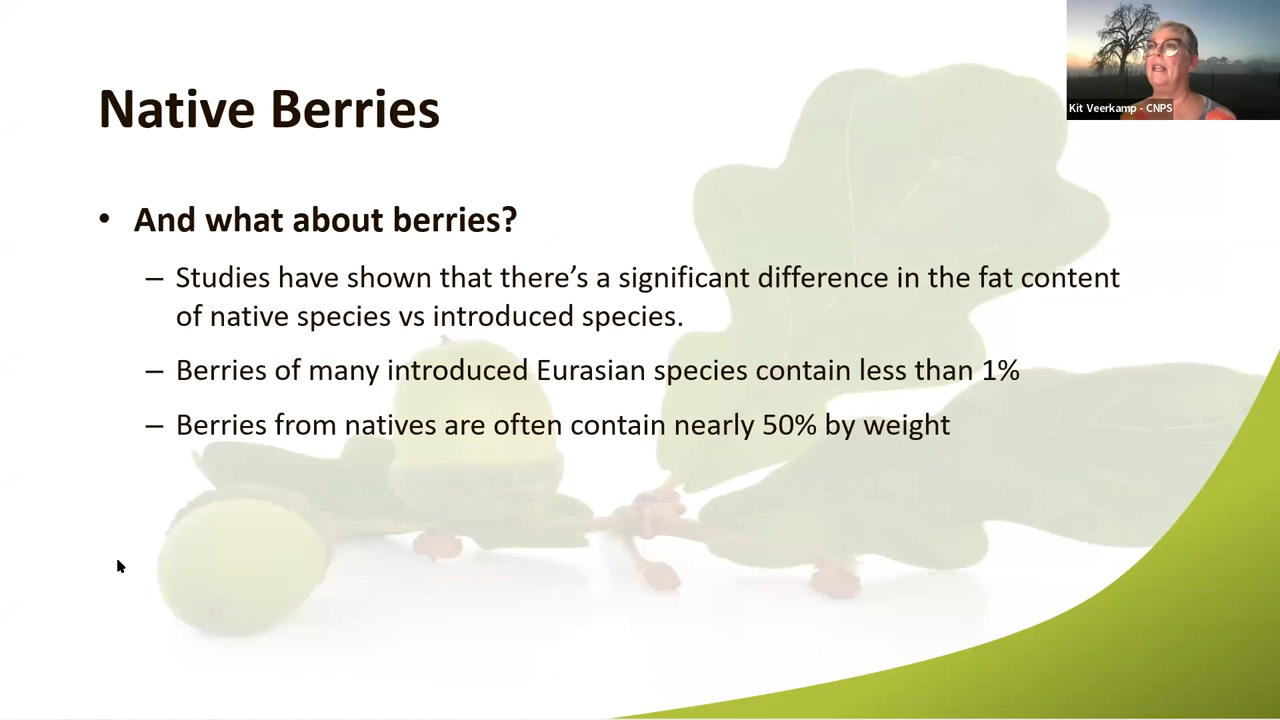 Kit Veerkamp - CNPS
Native Berries
• And what about berries?
– Studies have shown that there’s a significant difference in the fat content
of native species vs introduced species.
– Berries of many introduced Eurasian species contain less than 1%
– Berries from natives are often contain nearly 50% by weight